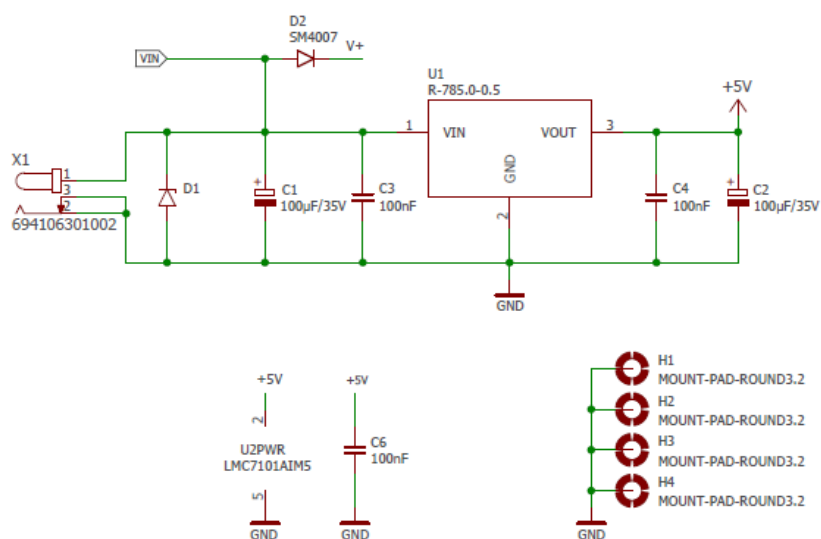 D2
SM4007
VIN
V+
U1
R-785.0-0.5
+5V
1
VIN
VOUT
3
GND
2
X1
1
3
2
694106301002
D1
+
C1
100µF/35V
C3
100nF
C4
100nF
+
C2
100µF/35V
GND
+5V
2
U2PWR
LMC7101AIM5
5
GND
+5V
C6
100nF
GND
H1
MOUNT-PAD-ROUND3.2
H2
MOUNT-PAD-ROUND3.2
H3
MOUNT-PAD-ROUND3.2
H4
MOUNT-PAD-ROUND3.2
GND